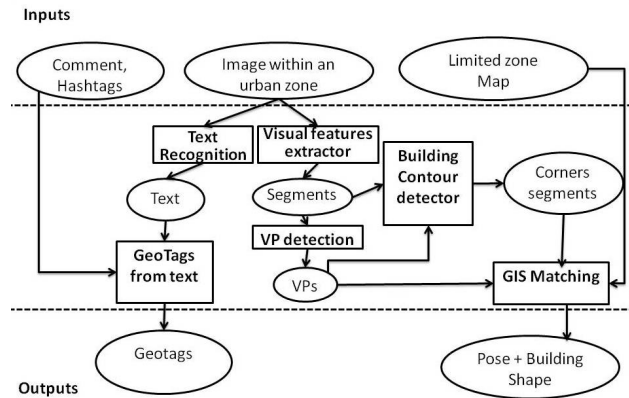 Inputs
Comment,
Hashtags
Image within an
urban zone
Limited zone
Map
Text
Recognition
Visual features
extractor
Building
Contour
detector
Corners
segments
Text
Segments
VP detection
GeoTags
from text
VPs
GIS Matching
Geotags
Pose + Building
Shape
Outputs